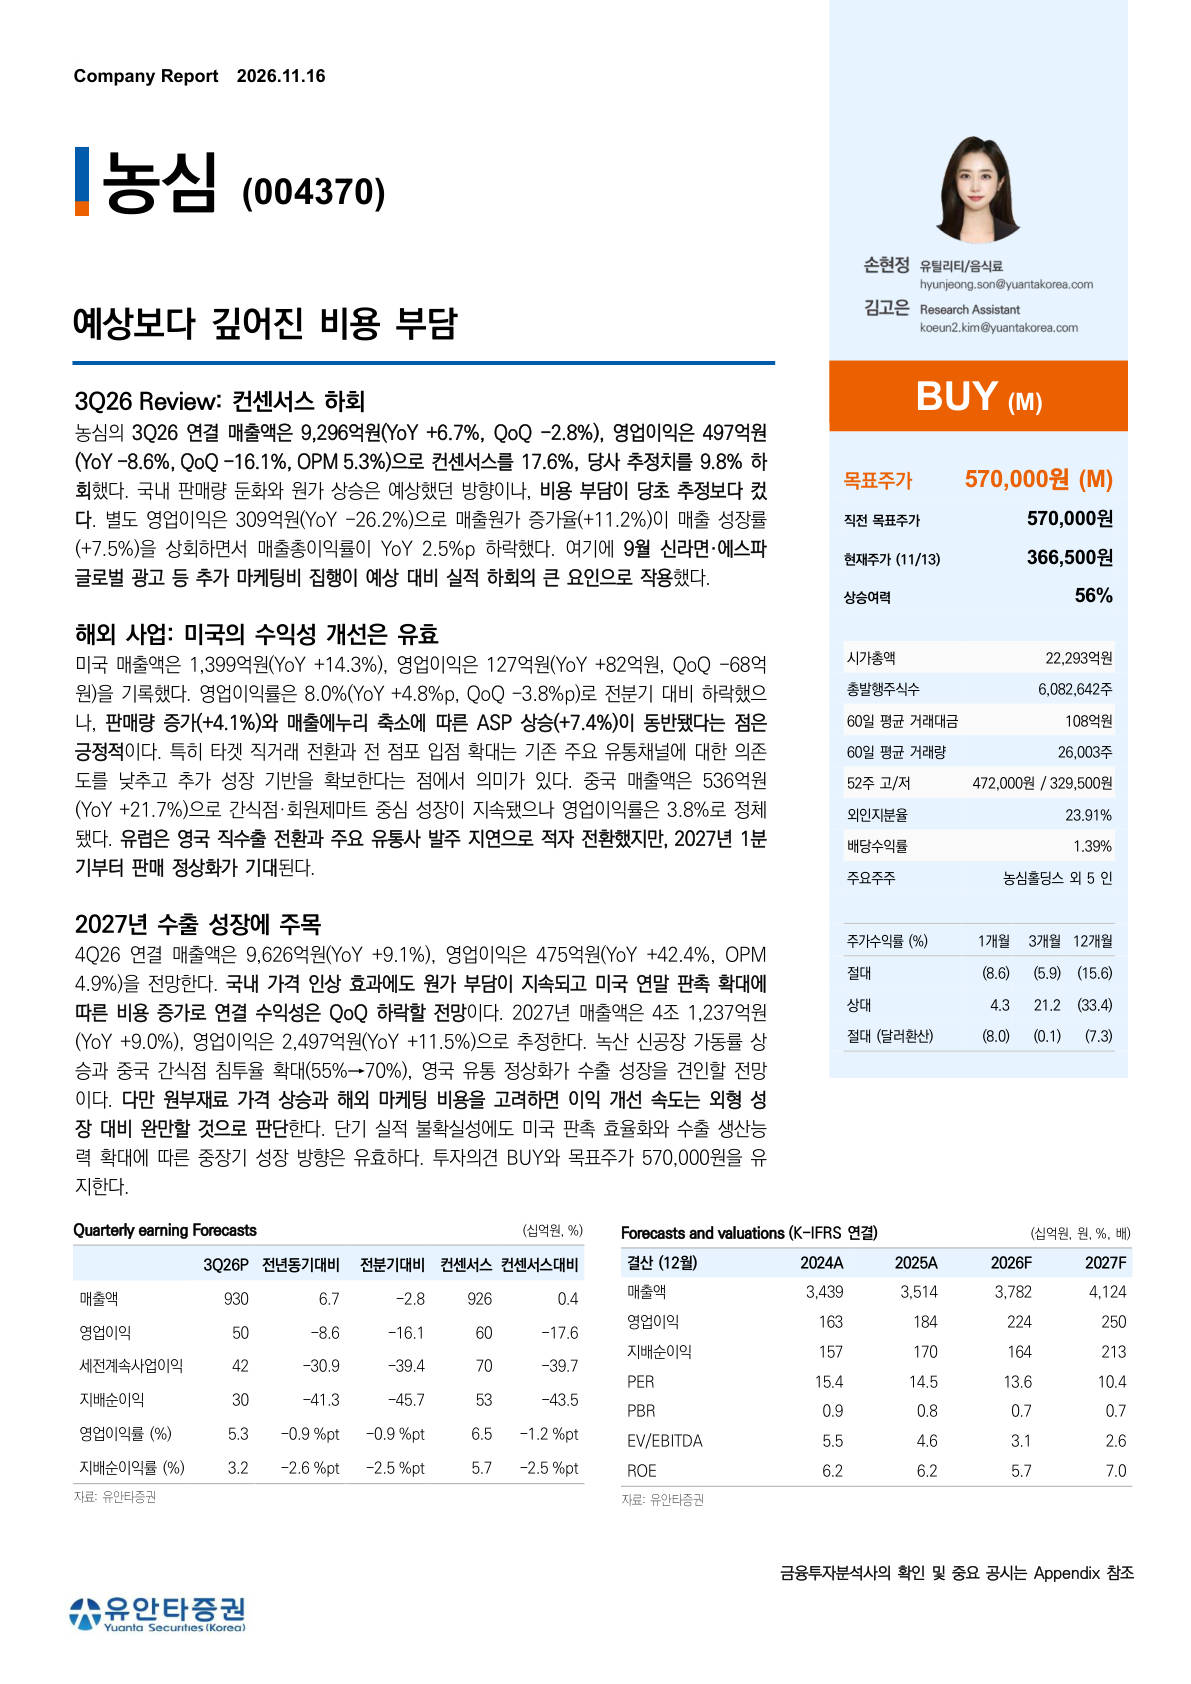 Company Report 2026.11.16
농심 (004370)
손현정 유틸리티/음식료
hyunjeong.son@yuantakorea.com
김고은 Research Assistant
koeun2.kim@yuantakorea.com
예상보다 깊어진 비용 부담
3Q26 Review: 컨센서스 하회
농심의 3Q26 연결 매출액은 9,296억원(YoY +6.7%, QoQ -2.8%), 영업이익은 497억원
(YoY -8.6%, QoQ -16.1%, OPM 5.3%)으로 컨센서스를 17.6%, 당사 추정치를 9.8% 하
회했다. 국내 판매량 둔화와 원가 상승은 예상했던 방향이나, 비용 부담이 당초 추정보다 컸
다. 별도 영업이익은 309억원(YoY -26.2%)으로 매출원가 증가율(+11.2%)이 매출 성장률
(+7.5%)을 상회하면서 매출총이익률이 YoY 2.5%p 하락했다. 여기에 9월 신라면·에스파
글로벌 광고 등 추가 마케팅비 집행이 예상 대비 실적 하회의 큰 요인으로 작용했다.
해외 사업: 미국의 수익성 개선은 유효
미국 매출액은 1,399억원(YoY +14.3%), 영업이익은 127억원(YoY +82억원, QoQ -68억
원)을 기록했다. 영업이익률은 8.0%(YoY +4.8%p, QoQ -3.8%p)로 전분기 대비 하락했으
나, 판매량 증가(+4.1%)와 매출에누리 축소에 따른 ASP 상승(+7.4%)이 동반됐다는 점은
긍정적이다. 특히 타겟 직거래 전환과 전 점포 입점 확대는 기존 주요 유통채널에 대한 의존
도를 낮추고 추가 성장 기반을 확보한다는 점에서 의미가 있다. 중국 매출액은 536억원
(YoY +21.7%)으로 간식점·회원제마트 중심 성장이 지속됐으나 영업이익률은 3.8%로 정체
됐다. 유럽은 영국 직수출 전환과 주요 유통사 발주 지연으로 적자 전환했지만, 2027년 1분
기부터 판매 정상화가 기대된다.
2027년 수출 성장에 주목
4Q26 연결 매출액은 9,626억원(YoY +9.1%), 영업이익은 475억원(YoY +42.4%, OPM
4.9%)을 전망한다. 국내 가격 인상 효과에도 원가 부담이 지속되고 미국 연말 판촉 확대에
따른 비용 증가로 연결 수익성은 QoQ 하락할 전망이다. 2027년 매출액은 4조 1,237억원
(YoY +9.0%), 영업이익은 2,497억원(YoY +11.5%)으로 추정한다. 녹산 신공장 가동률 상
승과 중국 간식점 침투율 확대(55%→70%), 영국 유통 정상화가 수출 성장을 견인할 전망
이다. 다만 원부재료 가격 상승과 해외 마케팅 비용을 고려하면 이익 개선 속도는 외형 성
장 대비 완만할 것으로 판단한다. 단기 실적 불확실성에도 미국 판촉 효율화와 수출 생산능
력 확대에 따른 중장기 성장 방향은 유효하다. 투자의견 BUY와 목표주가 570,000원을 유
지한다.
BUY (M)
목표주가 570,000원 (M)
직전 목표주가 570,000원
현재주가 (11/13) 366,500원
상승여력 56%
시가총액 22,293억원
총발행주식수 6,082,642주
60일 평균 거래대금 108억원
60일 평균 거래량 26,003주
52주 고/저 472,000원 / 329,500원
외인지분율 23.91%
배당수익률 1.39%
주요주주 농심홀딩스 외 5 인
주가수익률 (%) 1개월 3개월 12개월
절대 (8.6) (5.9) (15.6)
상대 4.3 21.2 (33.4)
절대 (달러환산) (8.0) (0.1) (7.3)
Quarterly earning Forecasts (십억원, %)
3Q26P 전년동기대비 전분기대비 컨센서스 컨센서스대비
매출액 930 6.7 -2.8 926 0.4
영업이익 50 -8.6 -16.1 60 -17.6
세전계속사업이익 42 -30.9 -39.4 70 -39.7
지배순이익 30 -41.3 -45.7 53 -43.5
영업이익률 (%) 5.3 -0.9 %pt -0.9 %pt 6.5 -1.2 %pt
지배순이익률 (%) 3.2 -2.6 %pt -2.5 %pt 5.7 -2.5 %pt
자료: 유안타증권
Forecasts and valuations (K-IFRS 연결) (십억원, 원, %, 배)
결산 (12월) 2024A 2025A 2026F 2027F
매출액 3,439 3,514 3,782 4,124
영업이익 163 184 224 250
지배순이익 157 170 164 213
PER 15.4 14.5 13.6 10.4
PBR 0.9 0.8 0.7 0.7
EV/EBITDA 5.5 4.6 3.1 2.6
ROE 6.2 6.2 5.7 7.0
자료: 유안타증권
금융투자분석사의 확인 및 중요 공시는 Appendix 참조
유안타증권
Yuanta Securities (Korea)